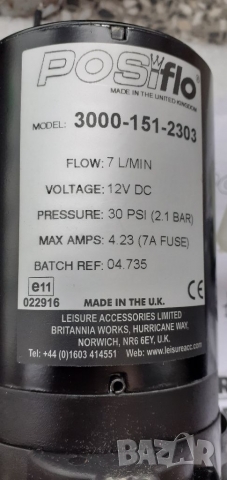 POSiflo®
MADE IN THE UNITED KINGDOM
MODEL: 3000-151-2303
FLOW: 7 L/MIN
VOLTAGE: 12V DC
PRESSURE: 30 PSI (2.1 BAR)
MAX AMPS: 4 23 (7A FUSE)
BATCH REF: 04.735
e11
022916
MADE IN THE U.K.
CE
LEISURE ACCESSORIES LIMITED
BRITANNIA WORKS, HURRICANE WAY,
NORWICH, NR6 6EY, U.K.
Tel: +44 (0)1603 414551 Web: www.leisureacc.com
BAZAR